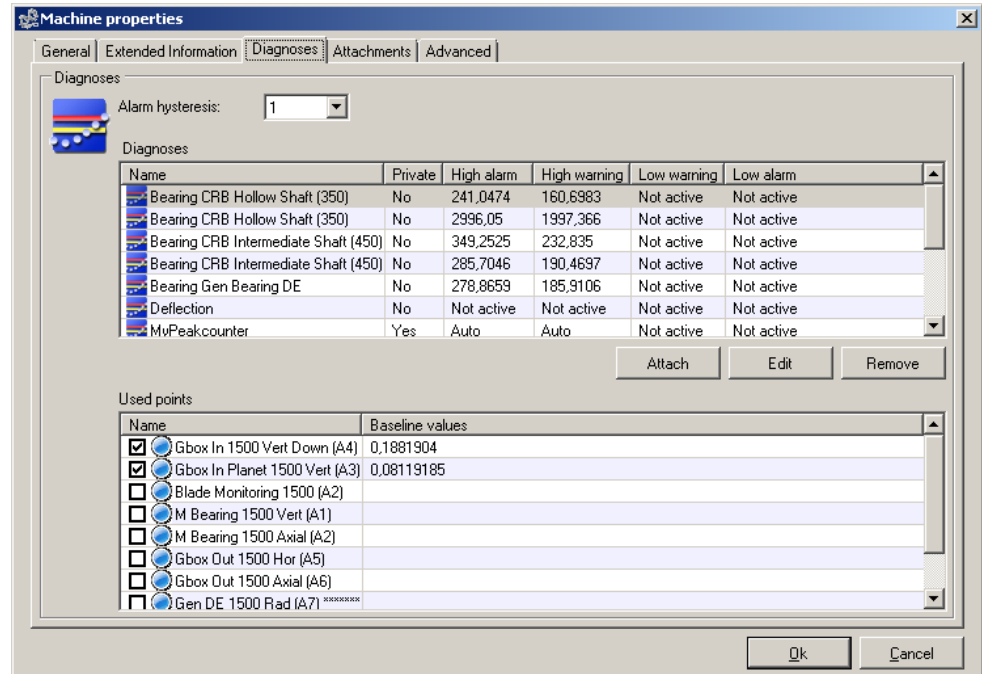 Machine properties
General Extended Information Diagnoses Attachments Advanced
Diagnoses
Alarm hysteresis: 1
Diagnoses
Name Private High alarm High warning Low warning Low alarm
Bearing CRB Hollow Shaft (350) No 241,0474 160,6983 Not active Not active
Bearing CRB Hollow Shaft (350) No 2996,05 1997,366 Not active Not active
Bearing CRB Intermediate Shaft (450) No 349,2525 232,835 Not active Not active
Bearing CRB Intermediate Shaft (450) No 285,7046 190,4697 Not active Not active
Bearing Gen Bearing DE No 278,8659 185,9106 Not active Not active
Deflection No Not active Not active Not active Not active
MyPeakcounter Yes Auto Auto Not active Not active
Attach Edit Remove
Used points
Name Baseline values
Gbox In 1500 Vert Down (A4) 0,1881904
Gbox In Planet 1500 Vert (A3) 0,08119185
Blade Monitoring 1500 (A2)
M Bearing 1500 Vert (A1)
M Bearing 1500 Axial (A2)
Gbox Out 1500 Hor (A5)
Gbox Out 1500 Axial (A6)
Gen DE 1500 Rad (A7) *******
Ok Cancel